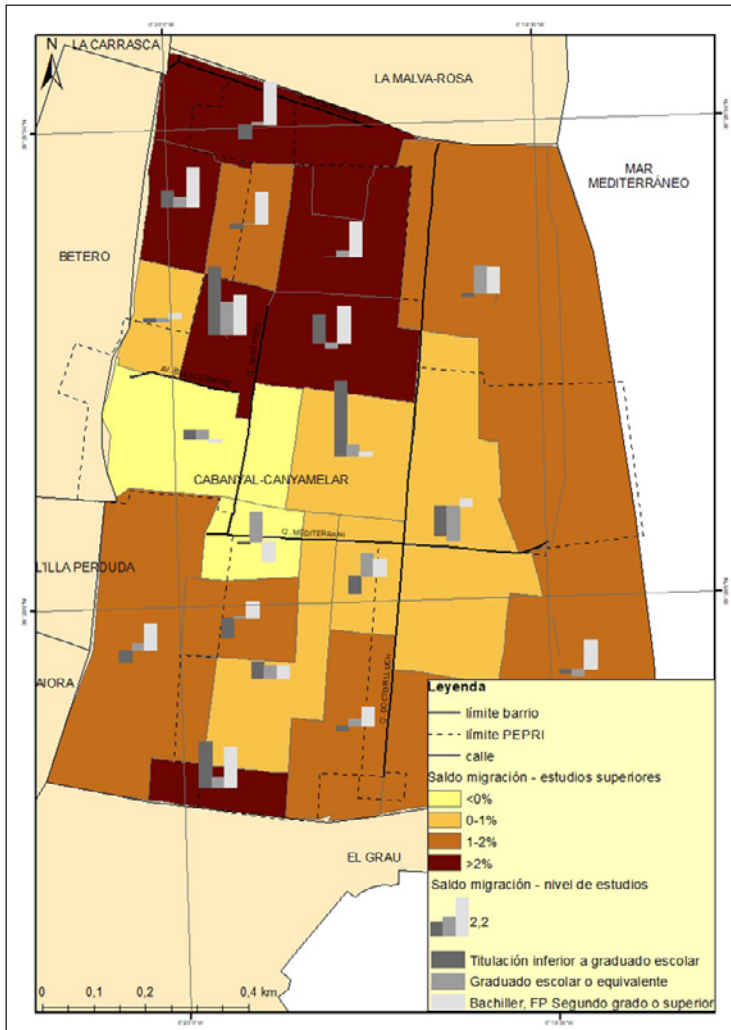 LA CARRASCA
N
LA MALVA-ROSA
MAR
MEDITERRÁNEO
BETERO
CABANYAL-CANYAMELAR
C/. MEDITERRANI
L'ILLA PERDUDA
AIORA
C/. DOCTOR LLUCH
EL GRAU
Leyenda
límite barrio
límite PEPRI
calle
Saldo migración - estudios superiores
<0%
0-1%
1-2%
>2%
Saldo migración - nivel de estudios
2,2
Titulación inferior a graduado escolar
Graduado escolar o equivalente
Bachiller, FP Segundo grado o superior
0 0,1 0,2 0,4 km